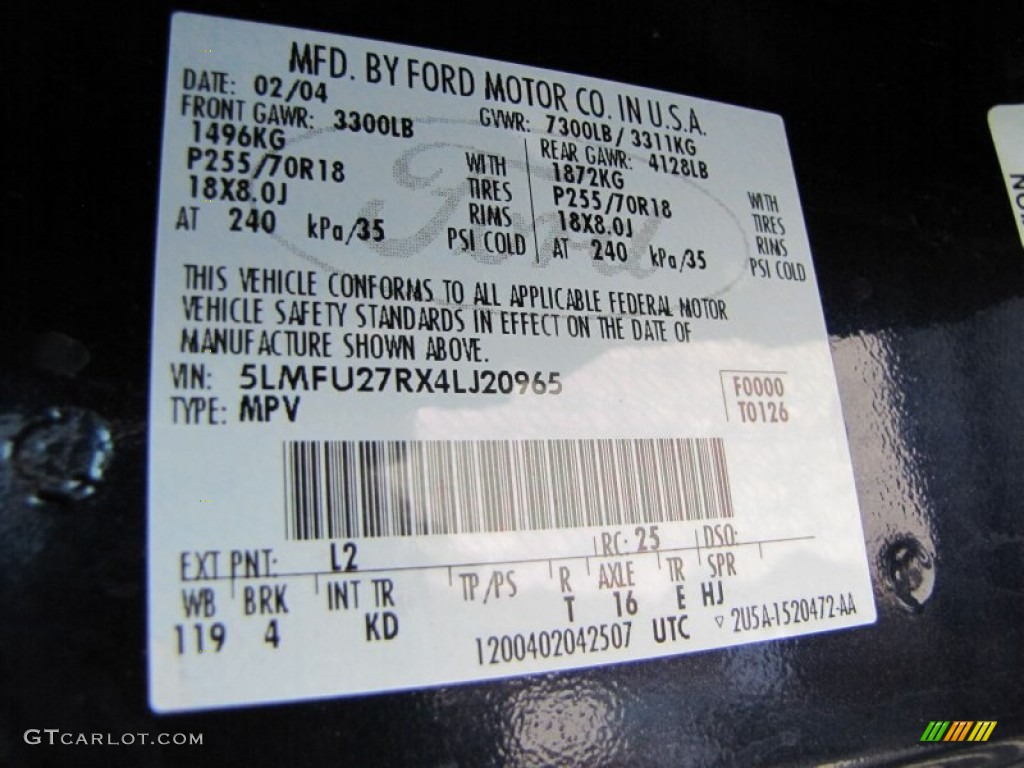 MFD. BY FORD MOTOR CO. IN U.S.A.
DATE: 02/04 GVWR: 7300LB / 3311KG
FRONT GAWR: 3300LB REAR GAWR: 4128LB
1496KG WITH 1872KG WITH
P255/70R18 TIRES P255/70R18 TIRES
18X8.0J RIMS 18X8.0J RIMS
AT 240 kPa/35 PSI COLD AT 240 kPa/35 PSI COLD
Ford
THIS VEHICLE CONFORMS TO ALL APPLICABLE FEDERAL MOTOR
VEHICLE SAFETY STANDARDS IN EFFECT ON THE DATE OF
MANUFACTURE SHOWN ABOVE.
VIN: 5LMFU27RX4LJ20965 F0000
TYPE: MPV T0126
EXT PNT: L2 RC: 25 DSO:
WB BRK INT TR TP/PS R AXLE TR SPR
119 4 KD T 16 E HJ
1200402042507 UTC ▽ 2U5A-1520472-AA
GTCARLOT.COM